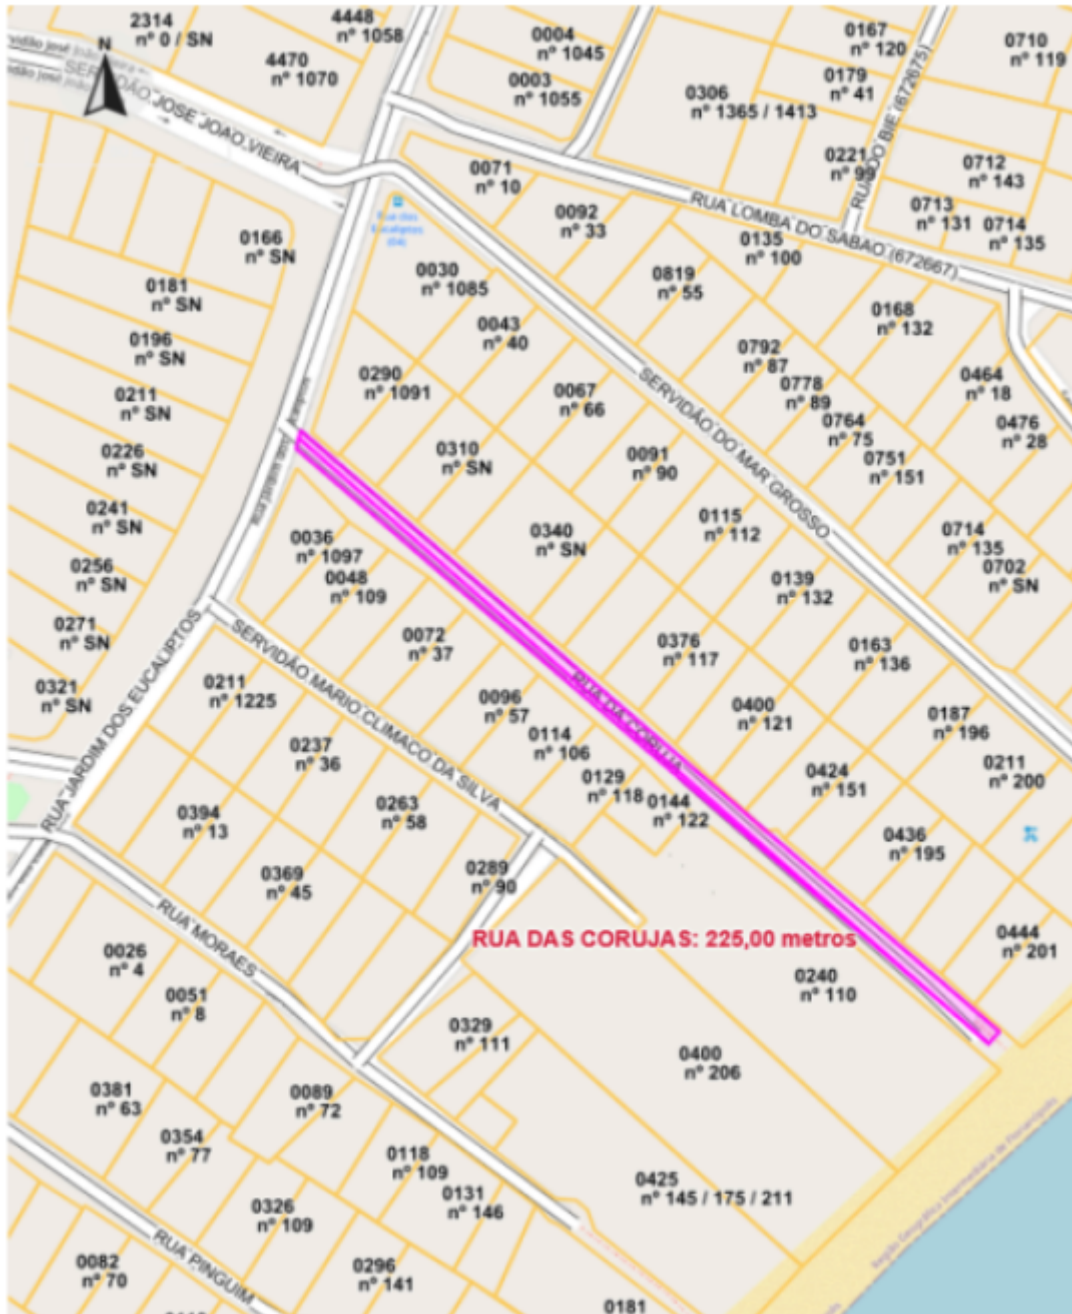 2314
nº 0 / SN
4448
nº 1058
4470
nº 1070
0004
nº 1045
0003
nº 1055
0167
nº 120
0179
nº 41
0710
nº 119
0306
nº 1365 / 1413
0221
nº 99
RUA DO BIE (672675)
0712
nº 143
0713
nº 131
0714
nº 135
N
SERVIDÃO JOSE JOAO VIEIRA
0071
nº 10
0092
nº 33
RUA LOMBA DO SABAO (672667)
0135
nº 100
Rua dos
Eucaliptos
(04)
0166
nº SN
0181
nº SN
0196
nº SN
0211
nº SN
0226
nº SN
0241
nº SN
0256
nº SN
0271
nº SN
0321
nº SN
0030
nº 1085
0043
nº 40
0290
nº 1091
0067
nº 66
0310
nº SN
0091
nº 90
0340
nº SN
0115
nº 112
0139
nº 132
0163
nº 136
0187
nº 196
0211
nº 200
0819
nº 55
0792
nº 87
0778
nº 89
0764
nº 75
0751
nº 151
0168
nº 132
0464
nº 18
0476
nº 28
0714
nº 135
0702
nº SN
SERVIDÃO DO MAR GROSSO
0036
nº 1097
0048
nº 109
0072
nº 37
0096
nº 57
0114
nº 106
0129
nº 118
0144
nº 122
RUA DA CORUJA
0376
nº 117
0400
nº 121
0424
nº 151
0436
nº 195
0444
nº 201
RUA JARDIM DOS EUCALIPTOS
SERVIDÃO MARIO CLIMACO DA SILVA
0211
nº 1225
0237
nº 36
0263
nº 58
0289
nº 90
0394
nº 13
0369
nº 45
RUA DAS CORUJAS: 225,00 metros
0240
nº 110
RUA MORAES
0026
nº 4
0051
nº 8
0329
nº 111
0400
nº 206
0381
nº 63
0354
nº 77
0089
nº 72
0118
nº 109
0131
nº 146
0326
nº 109
0425
nº 145 / 175 / 211
RUA PINGUIM
0082
nº 70
0296
nº 141
0181
Região Geográfica Intermediária de Florianópolis